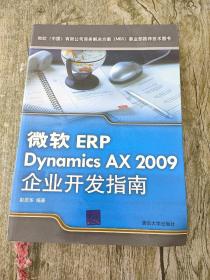 微软（中国）有限公司商务解决方案（MBS）事业部推荐技术图书
微软 ERP
Dynamics AX 2009
企业开发指南
编著
清华大学出版社